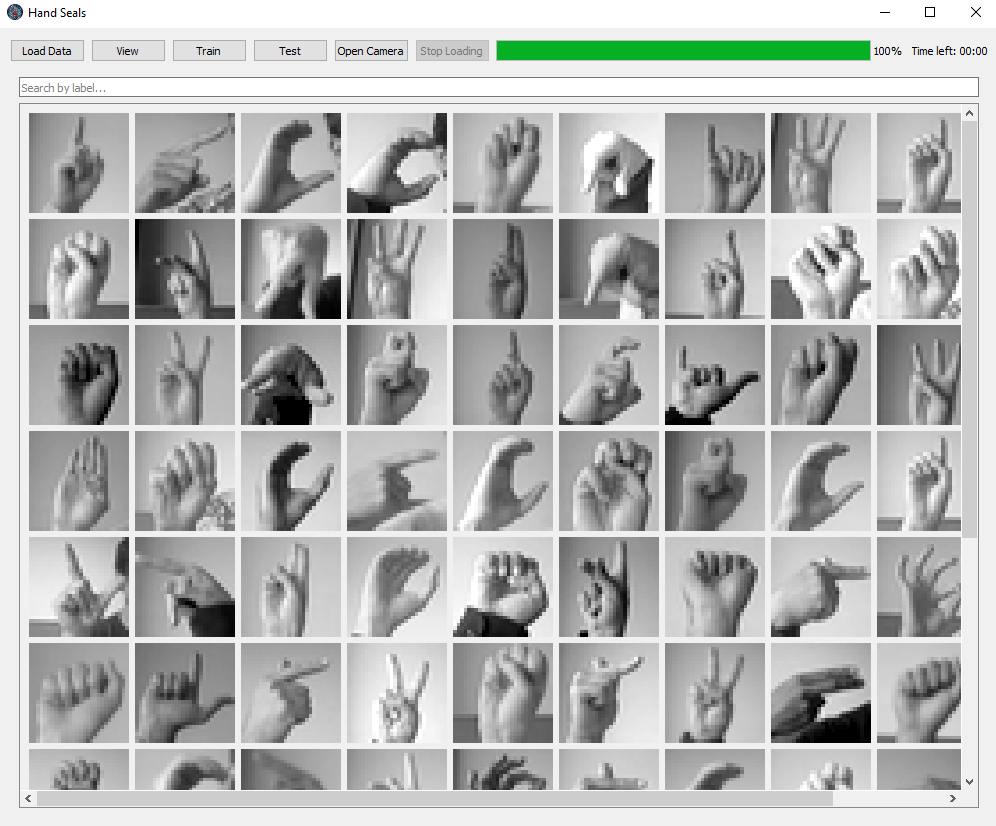 Hand Seals
Load Data View Train Test Open Camera Stop Loading 100% Time left: 00:00
Search by label...